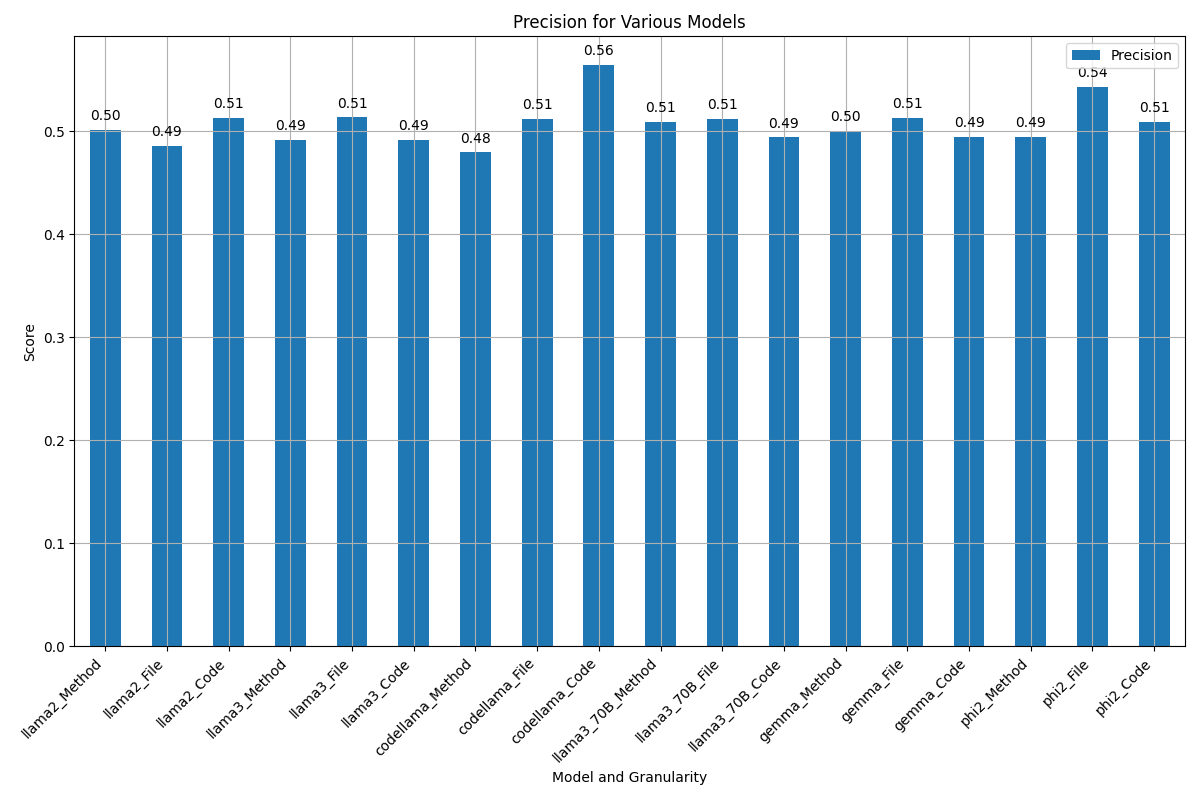 Precision for Various Models
Precision
0.50
0.49
0.51
0.49
0.51
0.49
0.48
0.51
0.56
0.51
0.51
0.49
0.50
0.51
0.49
0.49
0.54
0.51
0.5
0.4
0.3
0.2
0.1
0.0
Score
llama2_Method
llama2_File
llama2_Code
llama3_Method
llama3_File
llama3_Code
codellama_Method
codellama_File
codellama_Code
llama3_70B_Method
llama3_70B_File
llama3_70B_Code
gemma_Method
gemma_File
gemma_Code
phi2_Method
phi2_File
phi2_Code
Model and Granularity